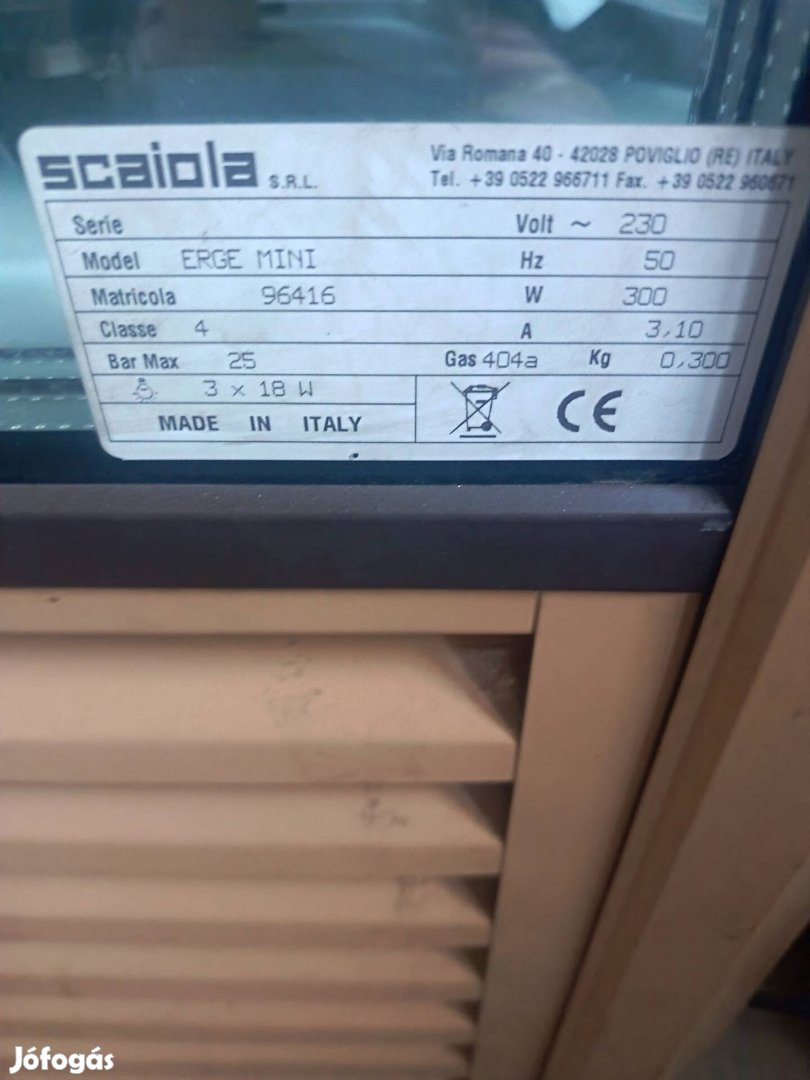 scaiola S.R.L.
Via Romana 40 - 42028 POVIGLIO (RE) ITALY
Tel. +39 0522 966711 Fax. +39 0522 960671
Serie Volt ~ 230
Model ERGE MINI Hz 50
Matricola 96416 W 300
Classe 4 A 3,10
Bar Max 25 Gas 404a Kg 0,300
3 x 18 W
MADE IN ITALY
CE
Jófogás